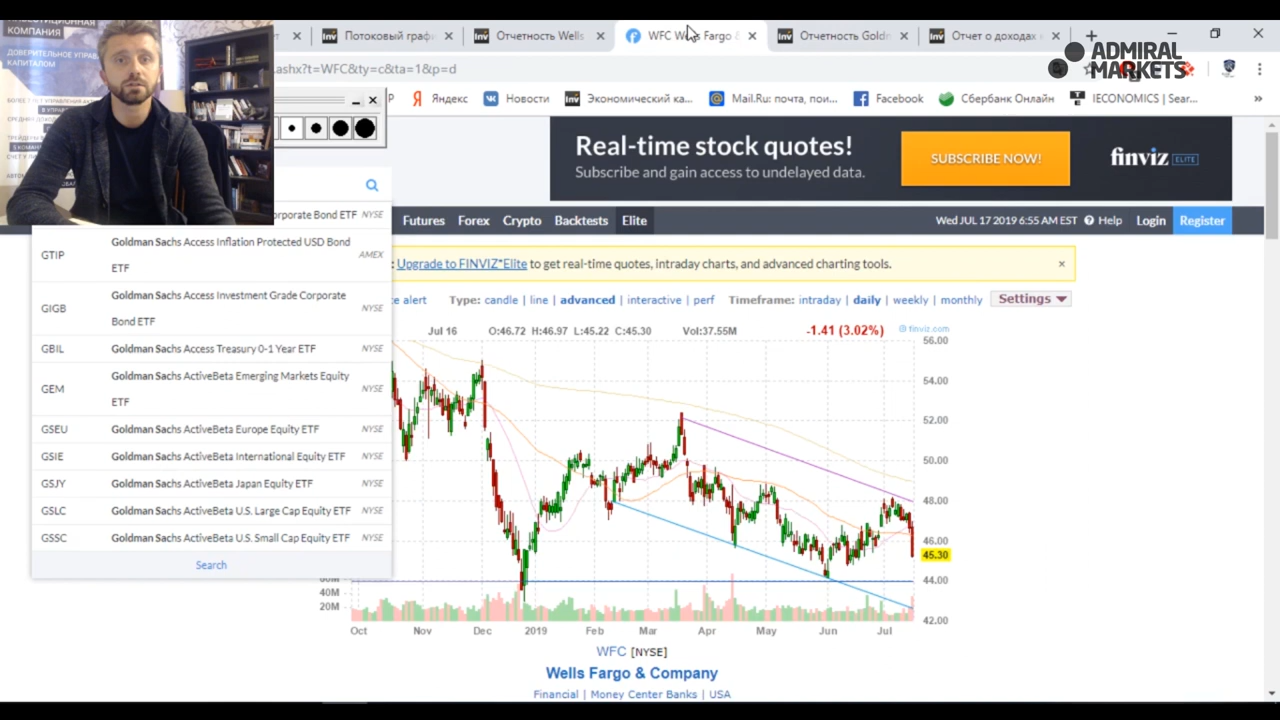 КОМПАНИЯ
ДОВЕРИТЕЛЬНОЕ УПРАВ
КАПИТАЛОМ
Потоковый графи
Отчетность Wells
WFC Wells Fargo &
Отчетность Goldm
Отчет о доходах к
ADMIRAL
MARKETS
.ashx?t=WFC&ty=c&ta=1&p=d
Яндекс
Новости
Экономический ка...
Mail.Ru: почта, пои...
Facebook
Сбербанк Онлайн
IECONOMICS | Sear...
»
Real-time stock quotes!
Subscribe and gain access to undelayed data.
SUBSCRIBE NOW!
finviz ELITE
Futures Forex Crypto Backtests Elite
Wed JUL 17 2019 6:55 AM EST Help Login Register
orporate Bond ETF NYSE
GTIP Goldman Sachs Access Inflation Protected USD Bond
ETF AMEX
GIGB Goldman Sachs Access Investment Grade Corporate
Bond ETF NYSE
GBIL Goldman Sachs Access Treasury 0-1 Year ETF NYSE
GEM Goldman Sachs ActiveBeta Emerging Markets Equity
ETF NYSE
GSEU Goldman Sachs ActiveBeta Europe Equity ETF NYSE
GSIE Goldman Sachs ActiveBeta International Equity ETF NYSE
GSJY Goldman Sachs ActiveBeta Japan Equity ETF NYSE
GSLC Goldman Sachs ActiveBeta U.S. Large Cap Equity ETF NYSE
GSSC Goldman Sachs ActiveBeta U.S. Small Cap Equity ETF NYSE
Search
: Upgrade to FINVIZ*Elite to get real-time quotes, intraday charts, and advanced charting tools. ×
te alert Type: candle | line | advanced | interactive | perf Timeframe: intraday | daily | weekly | monthly Settings
Jul 16 O:46.72 H:46.97 L:45.22 C:45.30 Vol:37.55M -1.41 (3.02%) © finviz.com
56.00
54.00
52.00
50.00
48.00
46.00
45.30
44.00
42.00
60M
40M
20M
Oct Nov Dec 2019 Feb Mar Apr May Jun Jul
WFC [NYSE]
Wells Fargo & Company
Financial | Money Center Banks | USA